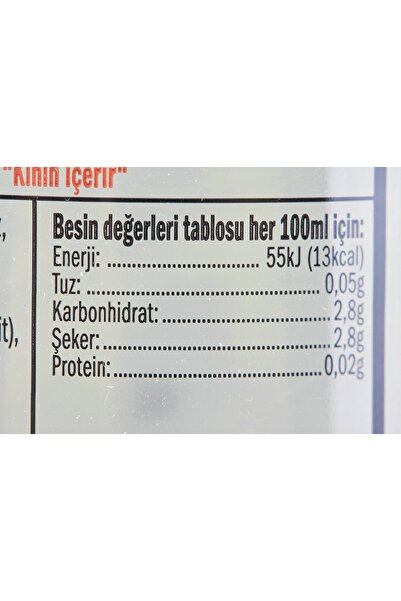 "Kinin İçerir"
Besin değerleri tablosu her 100ml için:
Enerji: 55kJ (13kcal)
Tuz: 0,05g
Karbonhidrat: 2,8g
it),
Şeker: 2,8g
Protein: 0,02g